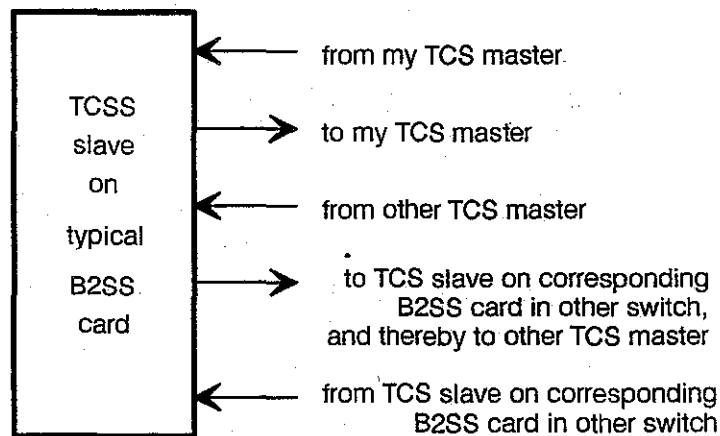 TCSS
slave
on
typical
B2SS
card
from my TCS master
to my TCS master
from other TCS master
to TCS slave on corresponding
B2SS card in other switch,
and thereby to other TCS master
from TCS slave on corresponding
B2SS card in other switch